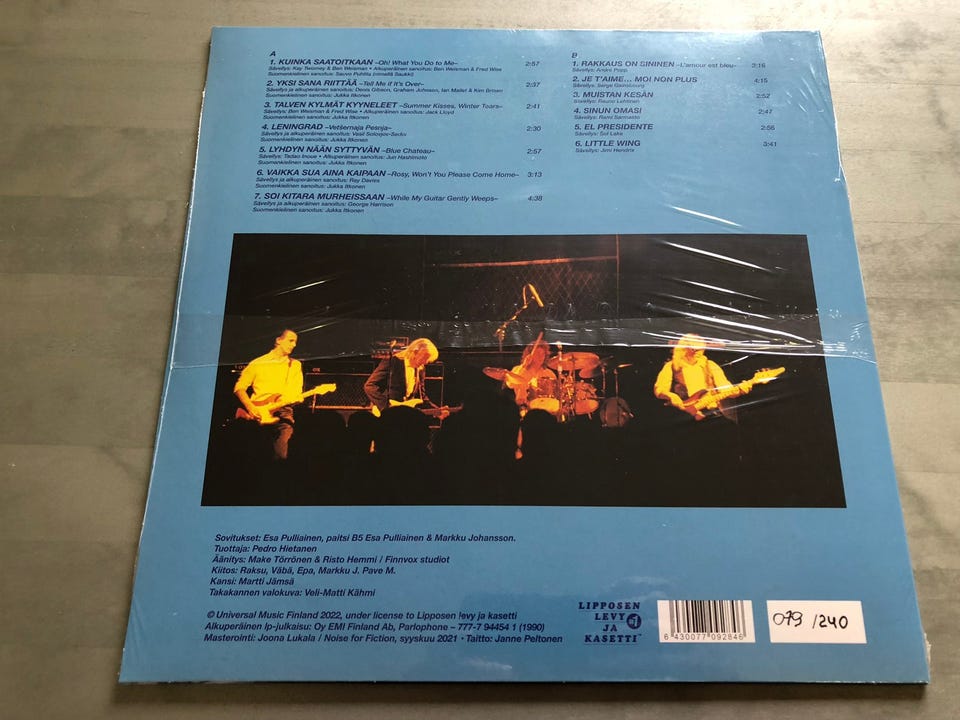 A
1. KUINKA SAATOITKAAN –Oh! What You Do to Me– 2:57
Sävellys: Kay Twomey & Ben Weisman • Alkuperäinen sanoitus: Ben Weisman & Fred Wise
Suomenkielinen sanoitus: Sauvo Puhtila (nimellä Saukki)
2. YKSI SANA RIITTÄÄ –Tell Me If It's Over– 2:37
Sävellys ja alkuperäinen sanoitus: Denis Gibson, Graham Johnson, Ian Mallet & Kim Brown
Suomenkielinen sanoitus: Jukka Itkonen
3. TALVEN KYLMÄT KYYNELEET –Summer Kisses, Winter Tears– 2:41
Sävellys: Ben Weisman & Fred Wise • Alkuperäinen sanoitus: Jack Lloyd
Suomenkielinen sanoitus: Jukka Itkonen
4. LENINGRAD –Vetšernaja Pesnja– 2:30
Sävellys ja alkuperäinen sanoitus: Vasil Solovjov-Sedoi
Suomenkielinen sanoitus: Jukka Itkonen
5. LYHDYN NÄÄN SYTTYVÄN –Blue Chateau– 2:57
Sävellys: Tadao Inoue • Alkuperäinen sanoitus: Jun Hashimoto
Suomenkielinen sanoitus: Jukka Itkonen
6. VAIKKA SUA AINA KAIPAAN –Rosy, Won't You Please Come Home– 3:13
Sävellys ja alkuperäinen sanoitus: Ray Davies
Suomenkielinen sanoitus: Jukka Itkonen
7. SOI KITARA MURHEISSAAN –While My Guitar Gently Weeps– 4:38
Sävellys ja alkuperäinen sanoitus: George Harrison
Suomenkielinen sanoitus: Jukka Itkonen
B
1. RAKKAUS ON SININEN –L'amour est bleu– 3:16
Sävellys: André Popp
2. JE T'AIME... MOI NON PLUS 4:15
Sävellys: Serge Gainsbourg
3. MUISTAN KESÄN 2:52
Sävellys: Rauno Lehtinen
4. SINUN OMASI 2:47
Sävellys: Rami Sarmasto
5. EL PRESIDENTE 2:56
Sävellys: Sol Lake
6. LITTLE WING 3:41
Sävellys: Jimi Hendrix
Sovitukset: Esa Pulliainen, paitsi B5 Esa Pulliainen & Markku Johansson.
Tuottaja: Pedro Hietanen
Äänitys: Make Törrönen & Risto Hemmi / Finnvox studiot
Kiitos: Raksu, Väbä, Epa, Markku J. Pave M.
Kansi: Martti Jämsä
Takakannen valokuva: Veli-Matti Kähmi
© Universal Music Finland 2022, under license to Lipposen levy ja kasetti
Alkuperäinen lp-julkaisu: Oy EMI Finland Ab, Parlophone – 777-7 94454 1 (1990)
Masterointi: Joona Lukala / Noise for Fiction, syyskuu 2021 • Taitto: Janne Peltonen
LIPPOSEN
LEVY
JA
KASETTI
6 430077 092846
079 /240